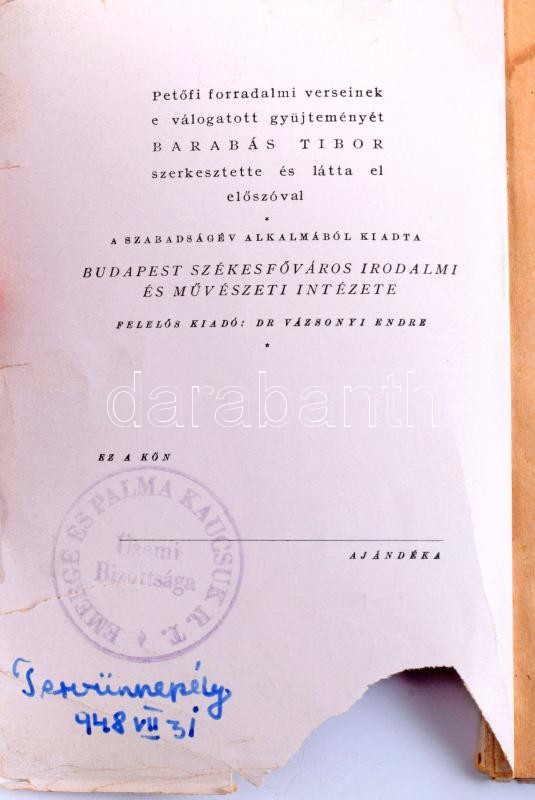 Petőfi forradalmi verseinek
e válogatott gyüjteményét
BARABÁS TIBOR
szerkesztette és látta el
előszóval
*
A SZABADSÁGÉV ALKALMÁBÓL KIADTA
BUDAPEST SZÉKESFŐVÁROS IRODALMI
ÉS MŰVÉSZETI INTÉZETE
FELELŐS KIADÓ: DR VÁZSONYI ENDRE
*
darabanth
EZ A KÖN
EMERGÉ ÉS PALMA KAUCSUK R. T.
Üzemi
Bizottsága
AJÁNDÉKA
Tervünnepély
948 VII 31